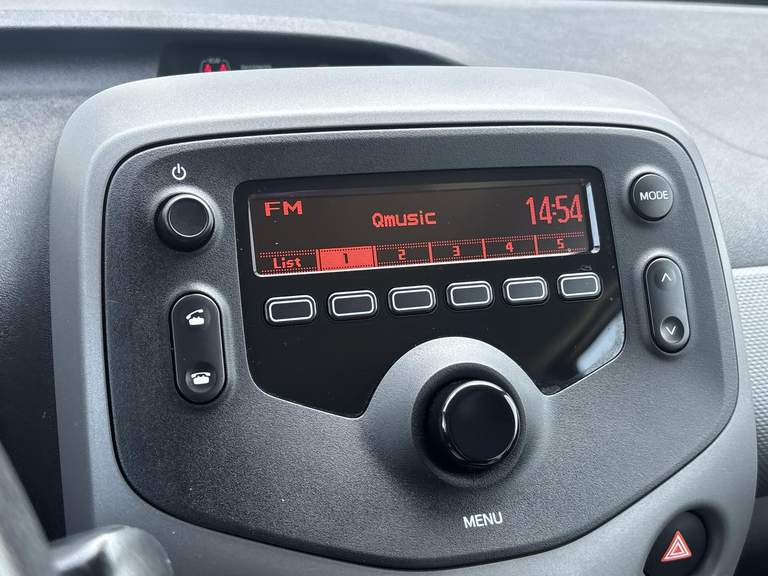 FM
Qmusic
14:54
List 1 2 3 4 5
MODE
MENU